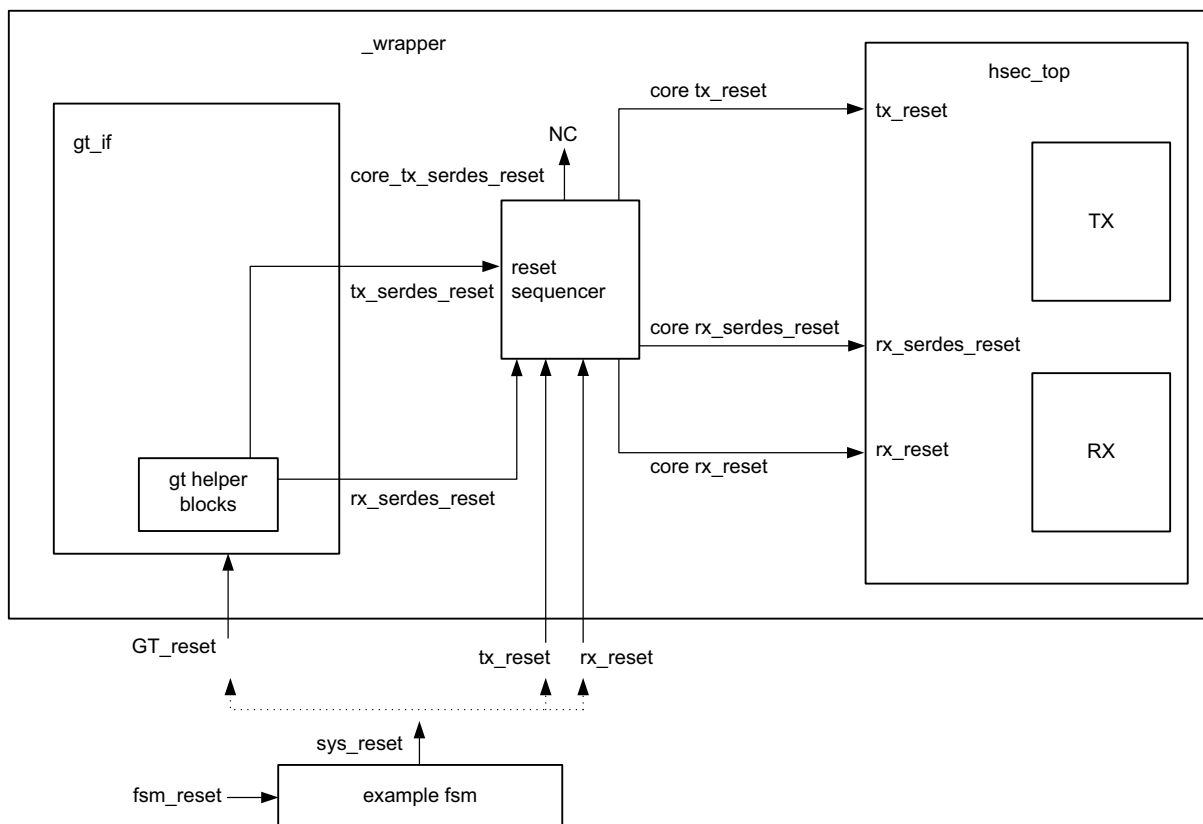 _wrapper
hsec_top
gt_if
core tx_reset
tx_reset
NC
core_tx_serdes_reset
TX
reset
sequencer
tx_serdes_reset
core rx_serdes_reset
rx_serdes_reset
core rx_reset
rx_reset
RX
gt helper
blocks
rx_serdes_reset
GT_reset
tx_reset
rx_reset
sys_reset
fsm_reset
example fsm